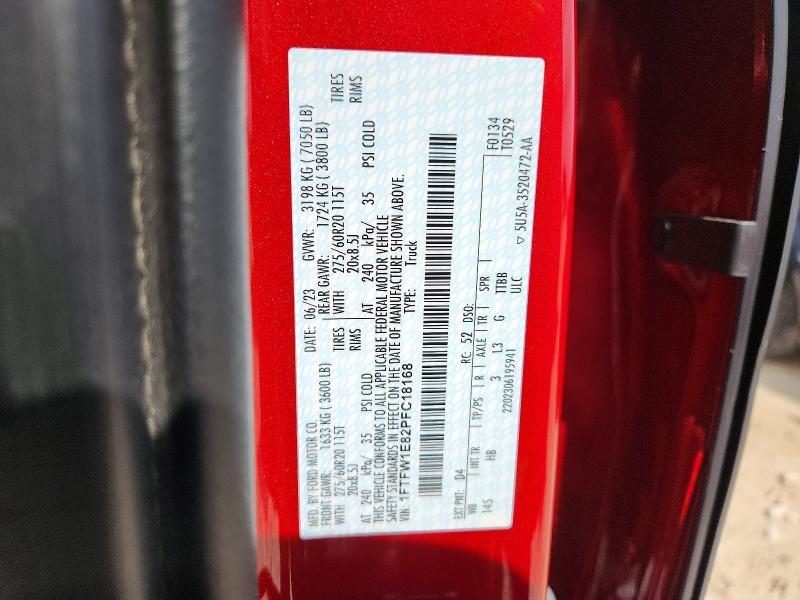 MFD. BY FORD MOTOR CO. DATE: 06/23 GVWR: 3198 KG ( 7050 LB)
FRONT GAWR: 1633 KG ( 3600 LB) REAR GAWR: 1724 KG ( 3800 LB)
WITH 275/60R20 115T TIRES WITH 275/60R20 115T TIRES
20x8.5J RIMS 20x8.5J RIMS
AT 240 kPa/ 35 PSI COLD AT 240 kPa/ 35 PSI COLD
THIS VEHICLE CONFORMS TO ALL APPLICABLE FEDERAL MOTOR VEHICLE
SAFETY STANDARDS IN EFFECT ON THE DATE OF MANUFACTURE SHOWN ABOVE.
VIN: 1FTFW1E82PFC18168 TYPE: Truck
EXT PNT: D4 RC: 52 DSO: F0134
WB INT TR TP/PS R AXLE TR SPR T0529
145 HB 3 L3 G TTBB
2202306195941 ULC
▽ 5U5A-3520472-AA